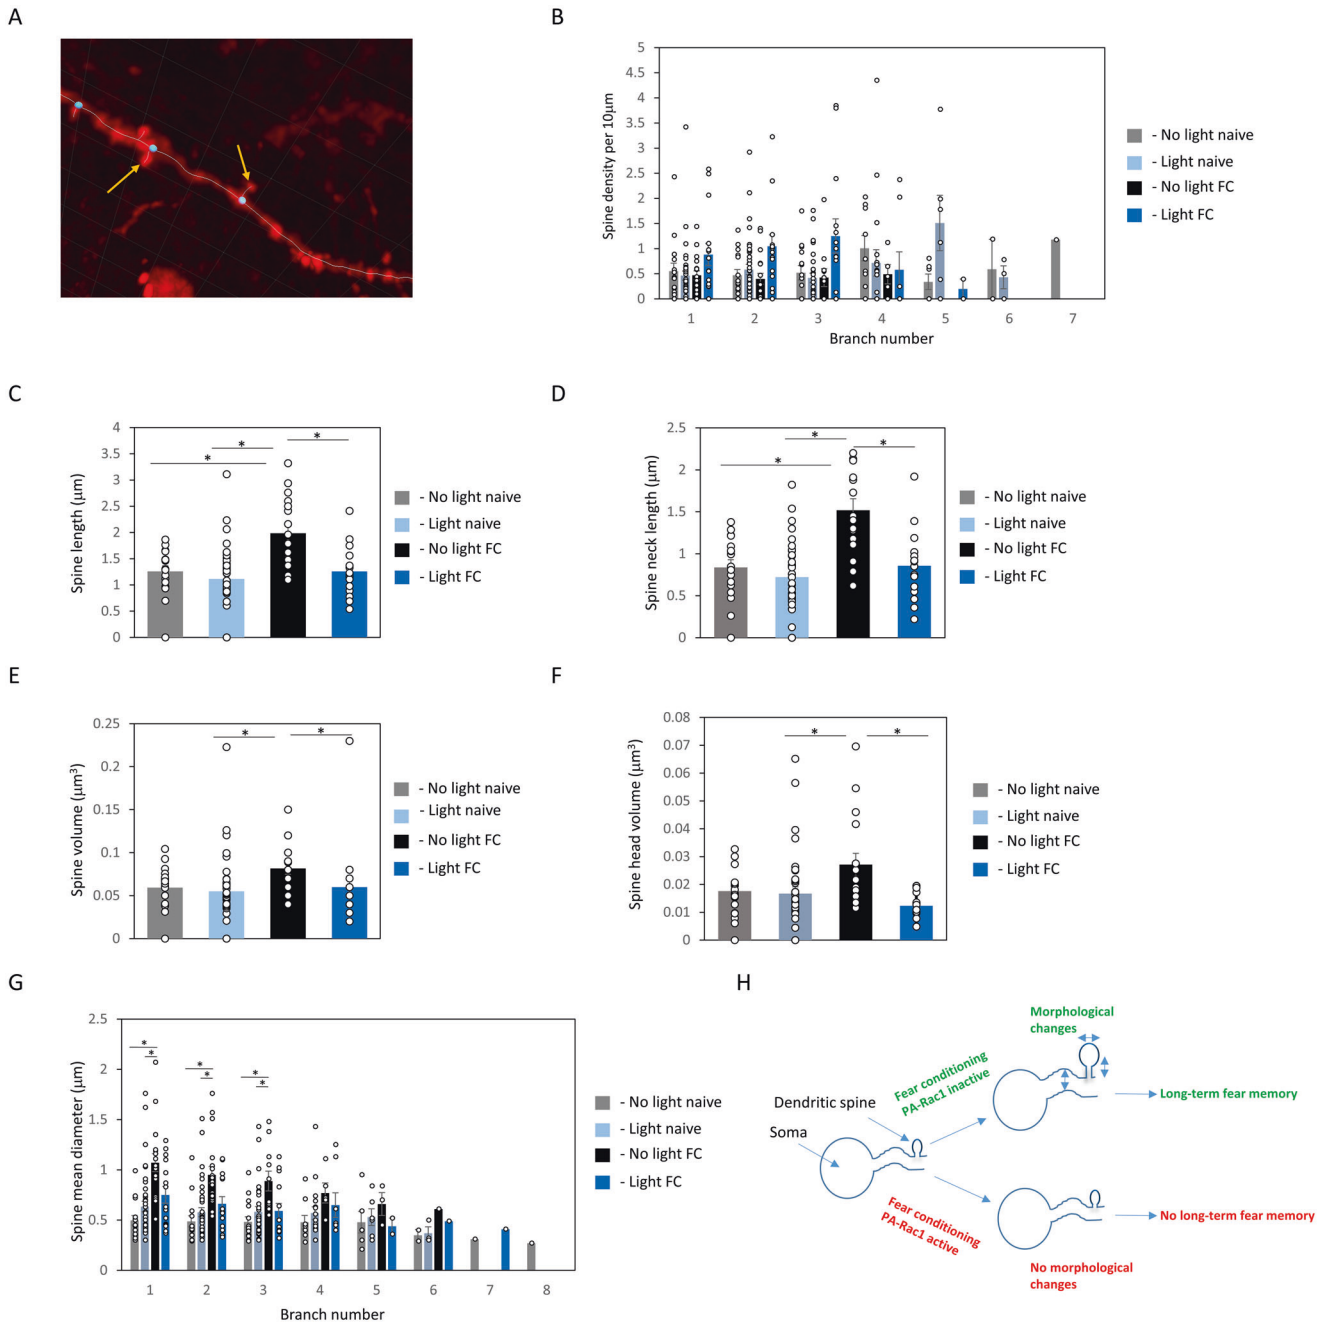 A
B
Spine density per 10μm
5
4.5
4
3.5
3
2.5
2
1.5
1
0.5
0
1 2 3 4 5 6 7
Branch number
- No light naive
- Light naive
- No light FC
- Light FC
C
Spine length (μm)
4
3.5
3
2.5
2
1.5
1
0.5
0
*
*
*
- No light naive
- Light naive
- No light FC
- Light FC
D
Spine neck length (μm)
2.5
2
1.5
1
0.5
0
*
*
*
- No light naive
- Light naive
- No light FC
- Light FC
E
Spine volume (μm³)
0.25
0.2
0.15
0.1
0.05
0
* *
- No light naive
- Light naive
- No light FC
- Light FC
F
Spine head volume (μm³)
0.08
0.07
0.06
0.05
0.04
0.03
0.02
0.01
0
* *
- No light naive
- Light naive
- No light FC
- Light FC
G
Spine mean diameter (μm)
2.5
2
1.5
1
0.5
0
*
*
*
*
*
*
1 2 3 4 5 6 7 8
Branch number
- No light naive
- Light naive
- No light FC
- Light FC
H
Dendritic spine
Soma
Fear conditioning
PA-Rac1 inactive
Morphological
changes
Long-term fear memory
Fear conditioning
PA-Rac1 active
No morphological
changes
No long-term fear memory